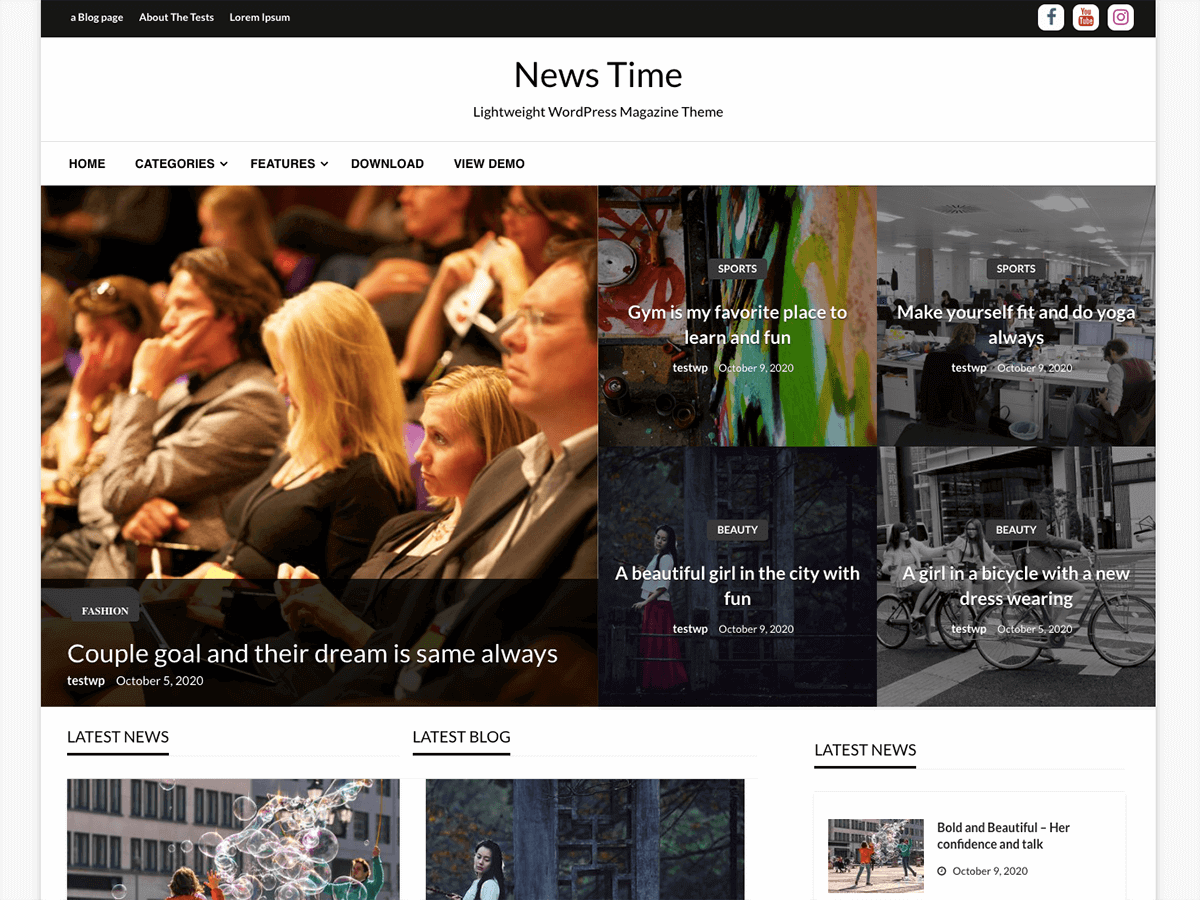 a Blog page About The Tests Lorem Ipsum
You
Tube
News Time
Lightweight WordPress Magazine Theme
HOME CATEGORIES FEATURES DOWNLOAD VIEW DEMO
FASHION
Couple goal and their dream is same always
testwp October 5, 2020
SPORTS
Gym is my favorite place to
learn and fun
testwp October 9, 2020
SPORTS
Make yourself fit and do yoga
always
testwp October 9, 2020
BEAUTY
A beautiful girl in the city with
fun
testwp October 9, 2020
BEAUTY
A girl in a bicycle with a new
dress wearing
testwp October 5, 2020
LATEST NEWS
LATEST BLOG
LATEST NEWS
Bold and Beautiful – Her
confidence and talk
October 9, 2020